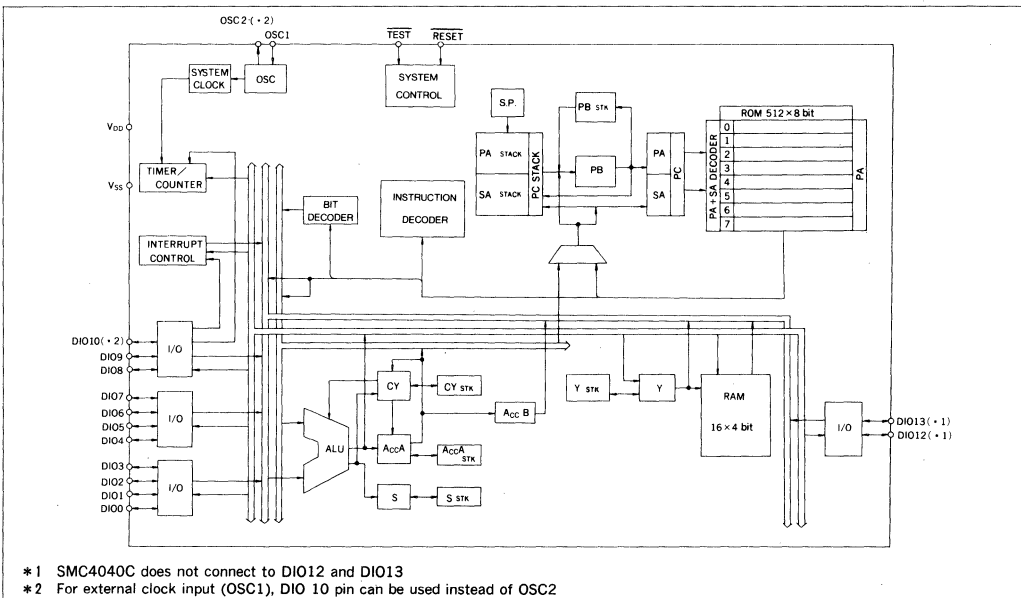 OSC2·(*2)
OSC1
TEST
RESET
SYSTEM
CLOCK
OSC
SYSTEM
CONTROL
VDD
VSS
TIMER/
COUNTER
INTERRUPT
CONTROL
BIT
DECODER
INSTRUCTION
DECODER
S.P.
PA STACK
SA STACK
PC STACK
PB STK
PB
PA
SA
PC
PA + SA DECODER
ROM 512×8 bit
0
1
2
3
4
5
6
7
PA
DIO10(*2)
DIO9
DIO8
I/O
DIO7
DIO6
DIO5
DIO4
I/O
DIO3
DIO2
DIO1
DIO0
I/O
ALU
CY
CY STK
AccA
AccA
STK
S
S STK
Acc B
Y STK
Y
RAM
16×4 bit
I/O
DIO13(*1)
DIO12(*1)
*1 SMC4040C does not connect to DIO12 and DIO13
*2 For external clock input (OSC1), DIO 10 pin can be used instead of OSC2